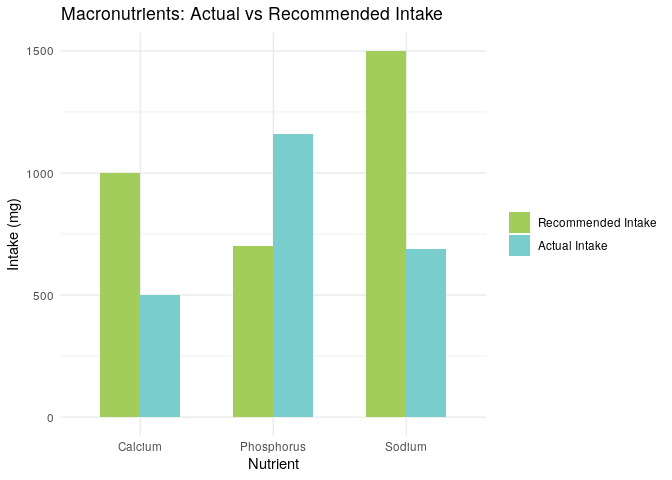 Macronutrients: Actual vs Recommended Intake
1500
1000
500
0
Intake (mg)
Calcium
Phosphorus
Sodium
Nutrient
Recommended Intake
Actual Intake